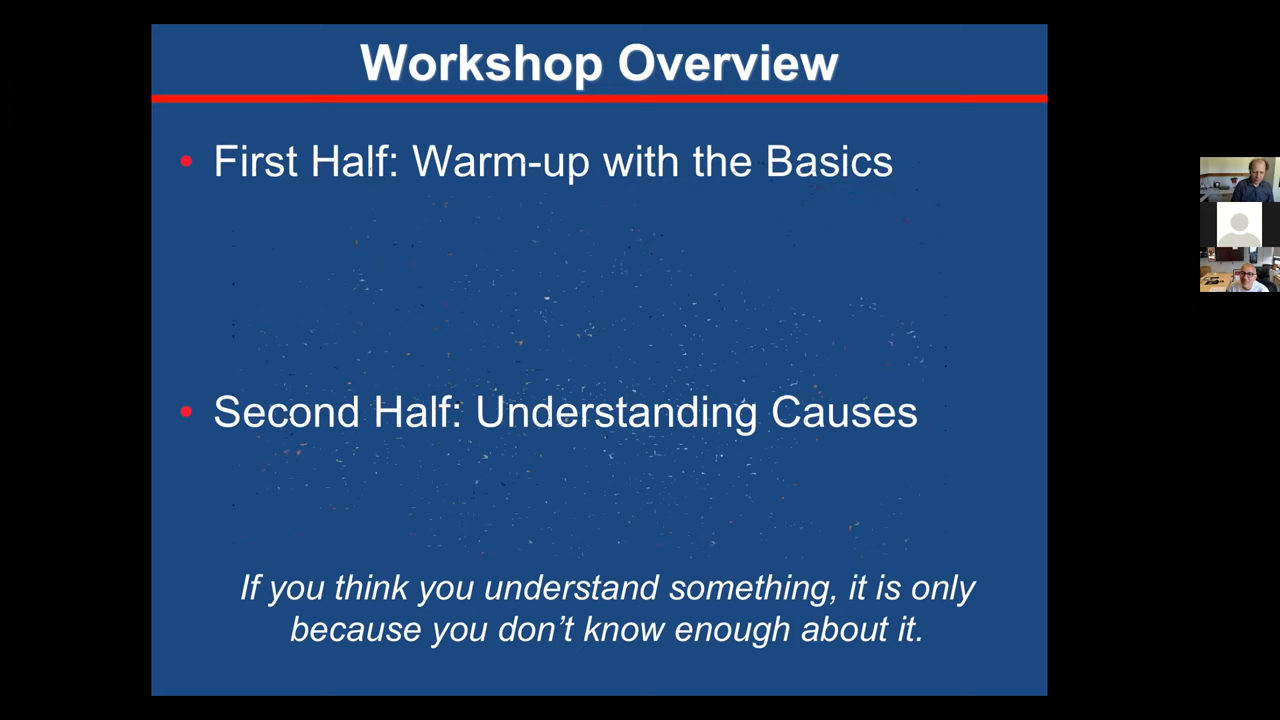 Workshop Overview
• First Half: Warm-up with the Basics
• Second Half: Understanding Causes
If you think you understand something, it is only
because you don't know enough about it.